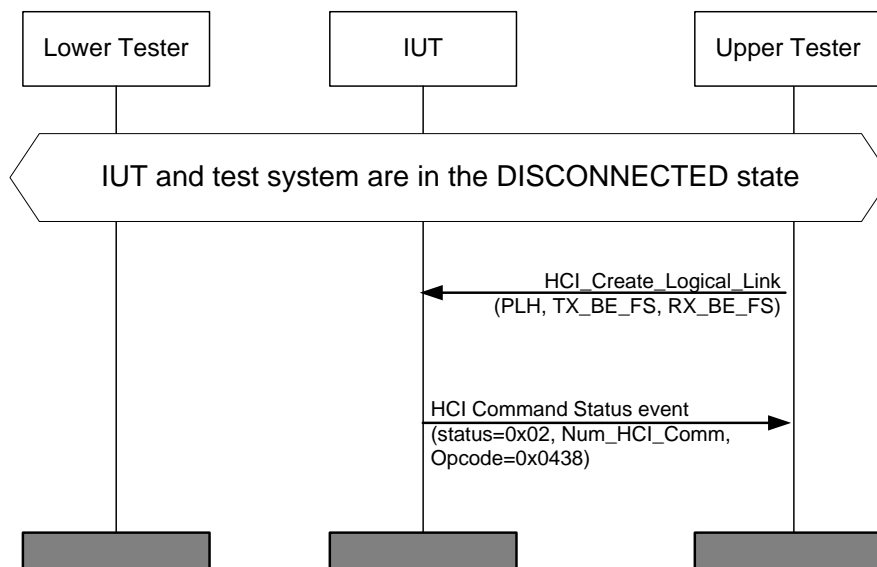 Lower Tester
IUT
Upper Tester
IUT and test system are in the DISCONNECTED state
HCI_Create_Logical_Link
(PLH, TX_BE_FS, RX_BE_FS)
HCI Command Status event
(status=0x02, Num_HCI_Comm,
Opcode=0x0438)